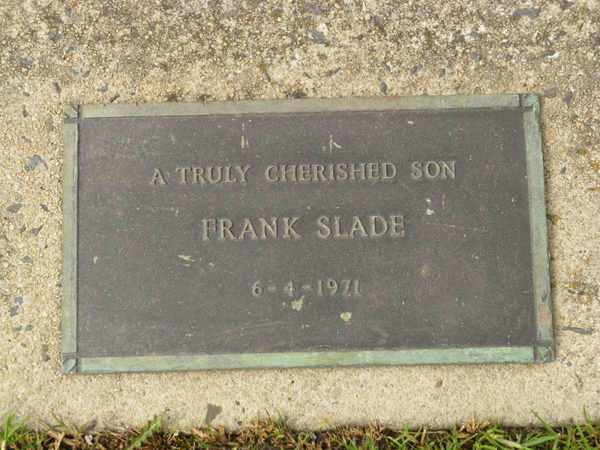 A TRULY CHERISHED SON
FRANK SLADE
6-4-1971